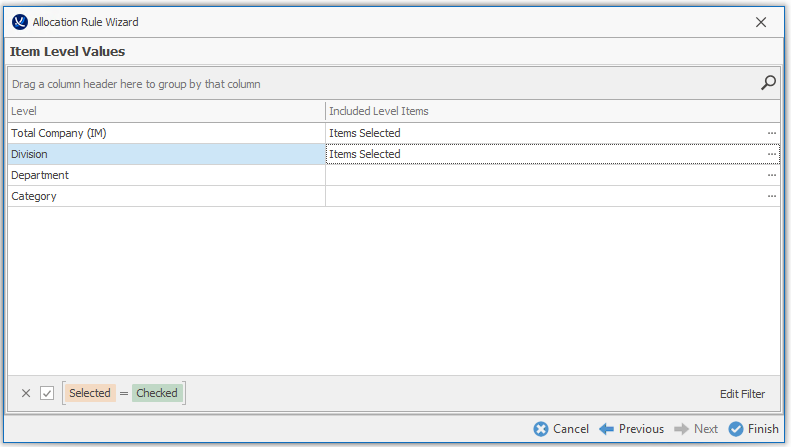 Allocation Rule Wizard
Item Level Values
Drag a column header here to group by that column
Level Included Level Items
Total Company (IM) Items Selected ...
Division Items Selected ...
Department ...
Category ...
Selected = Checked Edit Filter
Cancel Previous Next Finish